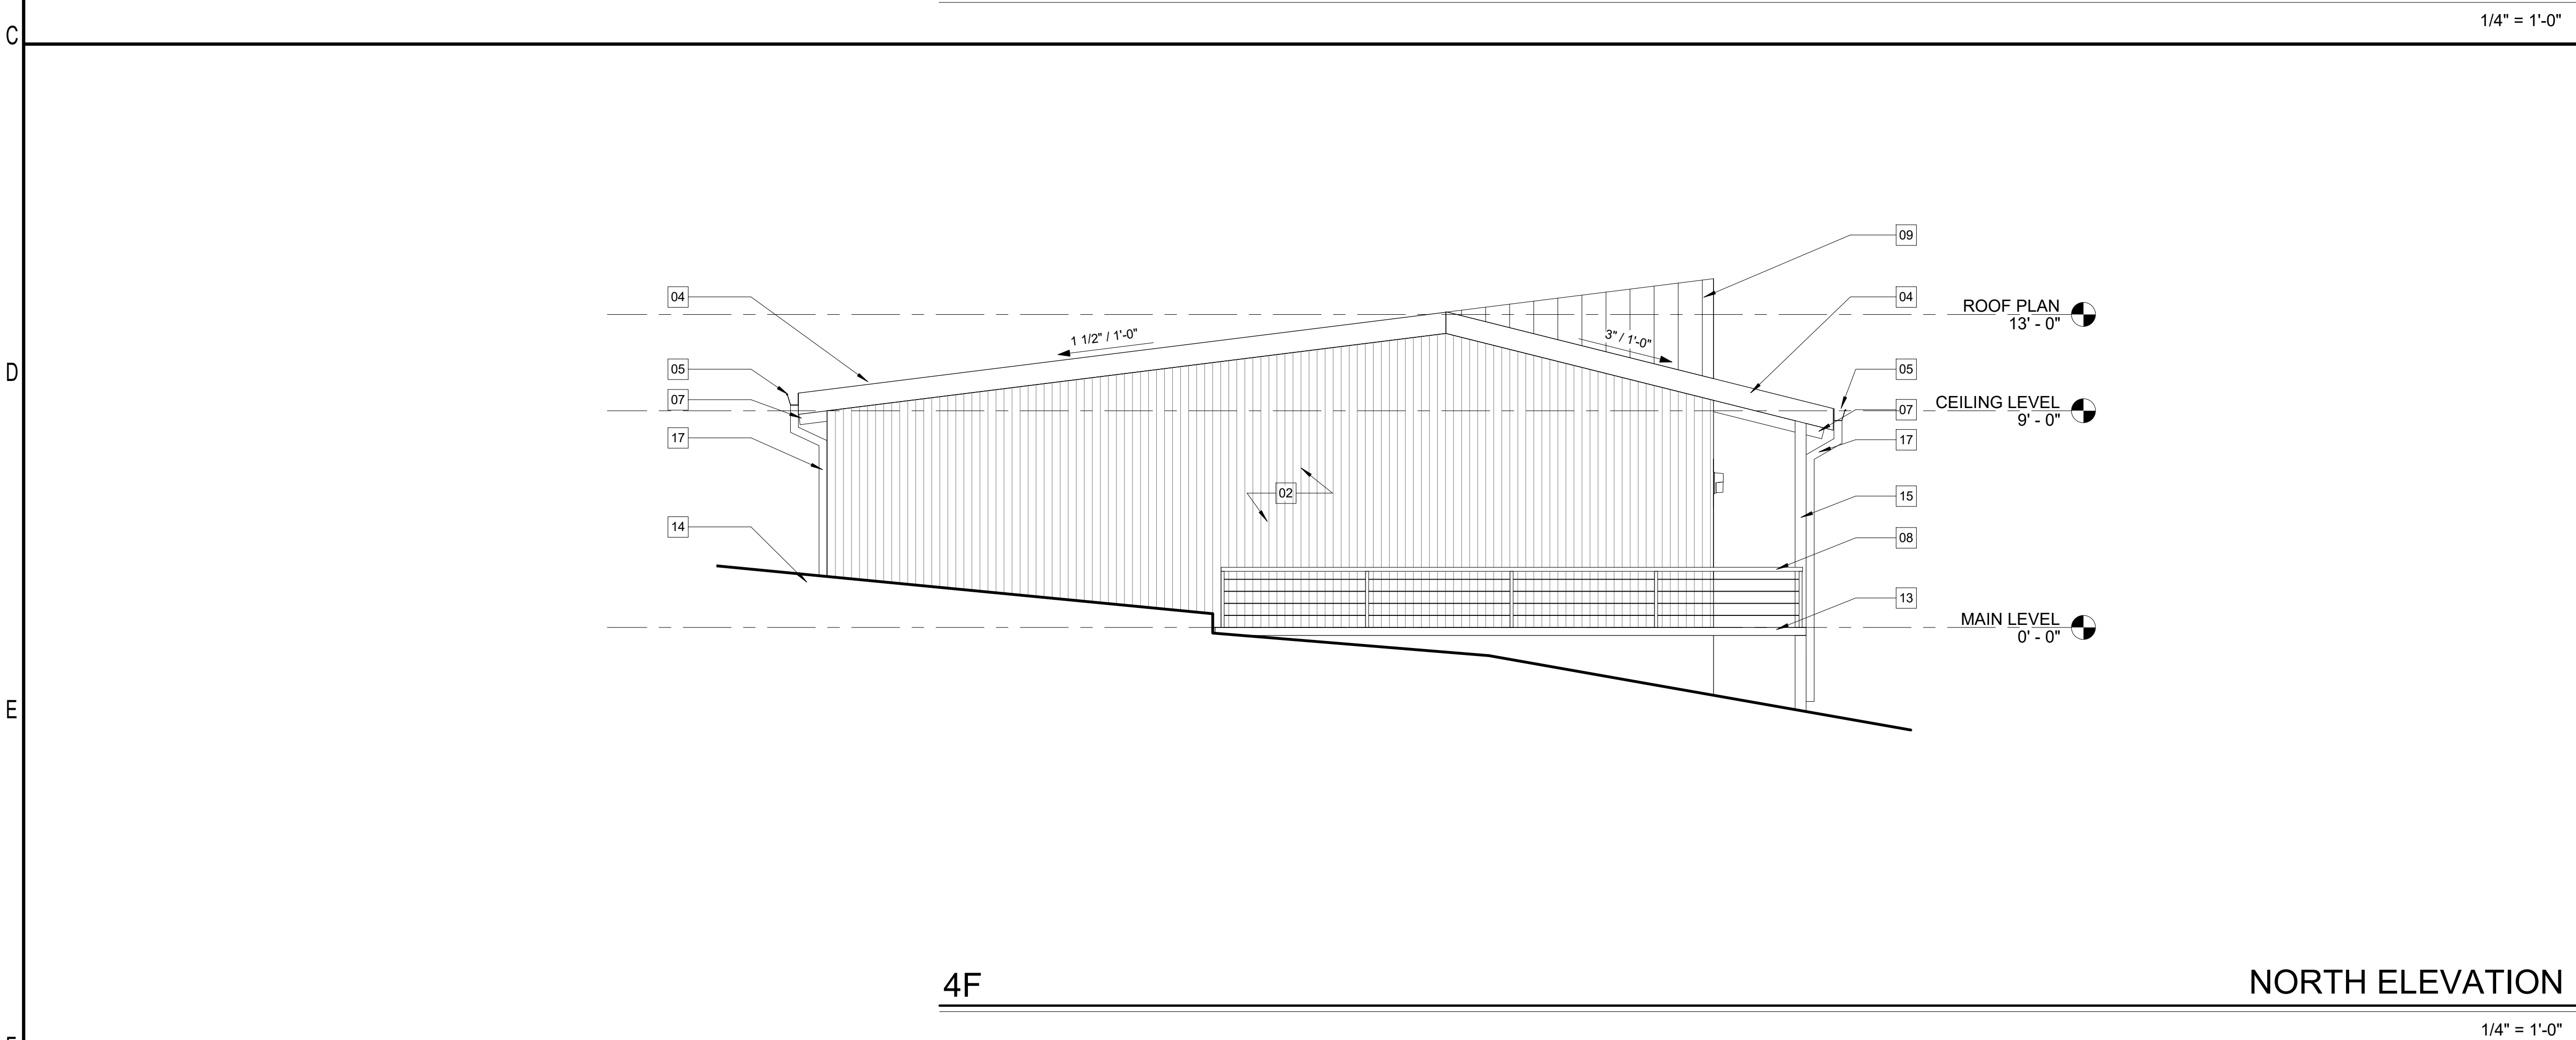 1/4" = 1'-0"
C
09
04
04
ROOF PLAN
13' - 0"
1 1/2" / 1'-0"
3" / 1'-0"
D
05
05
07
07
CEILING LEVEL
9' - 0"
17
17
02
15
14
08
13
MAIN LEVEL
0' - 0"
E
4F
NORTH ELEVATION
1/4" = 1'-0"